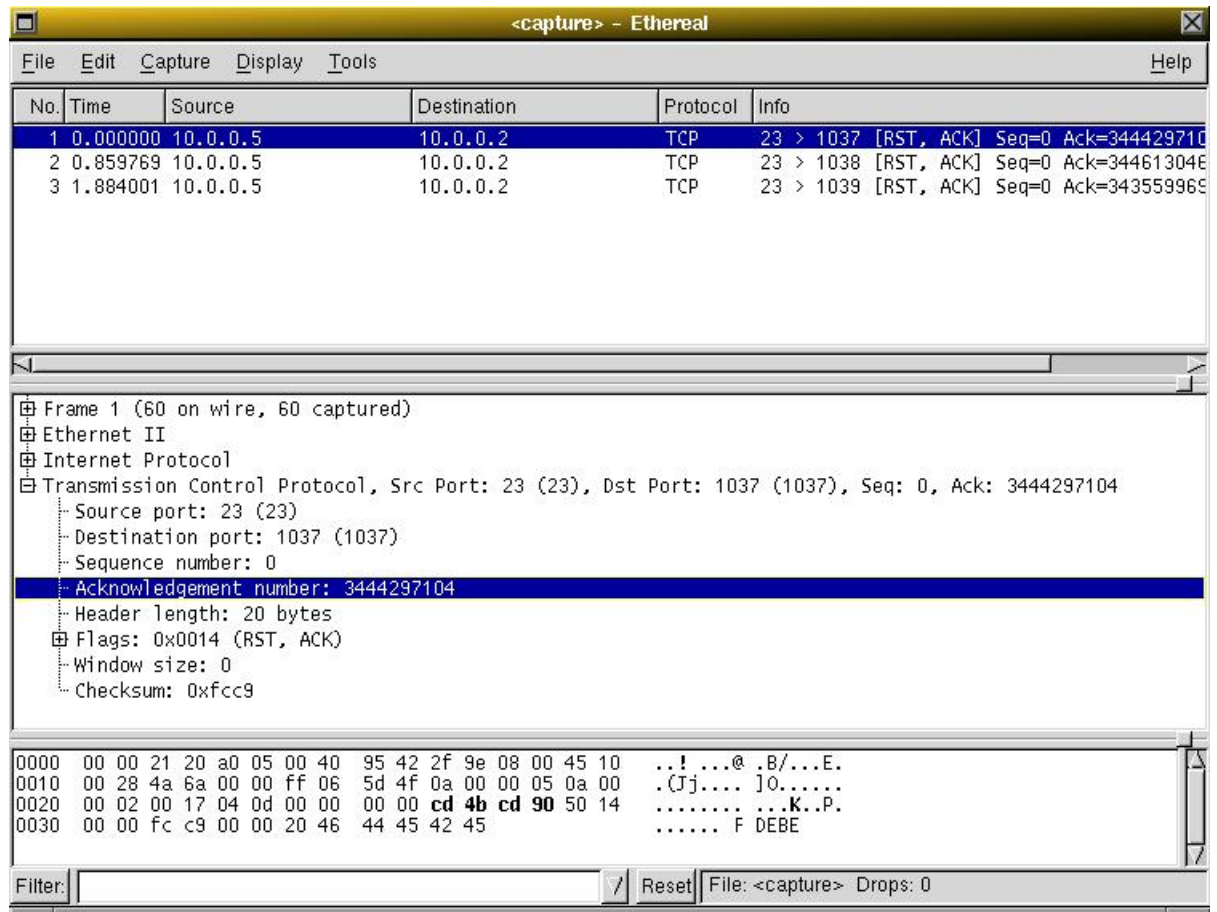 <capture> - Ethereal
File Edit Capture Display Tools Help
No. Time Source Destination Protocol Info
1 0.000000 10.0.0.5 10.0.0.2 TCP 23 > 1037 [RST, ACK] Seq=0 Ack=344429710
2 0.859769 10.0.0.5 10.0.0.2 TCP 23 > 1038 [RST, ACK] Seq=0 Ack=344613046
3 1.884001 10.0.0.5 10.0.0.2 TCP 23 > 1039 [RST, ACK] Seq=0 Ack=343559969
Frame 1 (60 on wire, 60 captured)
Ethernet II
Internet Protocol
Transmission Control Protocol, Src Port: 23 (23), Dst Port: 1037 (1037), Seq: 0, Ack: 3444297104
Source port: 23 (23)
Destination port: 1037 (1037)
Sequence number: 0
Acknowledgement number: 3444297104
Header length: 20 bytes
Flags: 0x0014 (RST, ACK)
Window size: 0
Checksum: 0xfcc9
0000 00 00 21 20 a0 05 00 40 95 42 2f 9e 08 00 45 10 ..! ...@ .B/...E.
0010 00 28 4a 6a 00 00 ff 06 5d 4f 0a 00 00 05 0a 00 .(Jj.... ]O......
0020 00 02 00 17 04 0d 00 00 00 00 cd 4b cd 90 50 14 ........ ...K..P.
0030 00 00 fc c9 00 00 20 46 44 45 42 45 ...... F DEBE
Filter: Reset File: <capture> Drops: 0